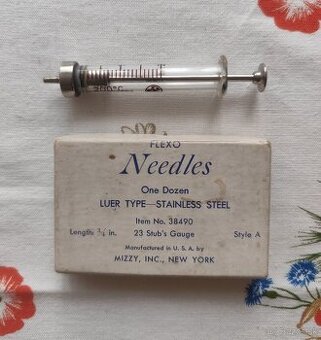 200°C
FLEXO
Needles
One Dozen
LUER TYPE—STAINLESS STEEL
Item No. 38490
Length: ¾ in. 23 Stub's Gauge Style A
Manufactured in U. S. A. by
MIZZY, INC., NEW YORK